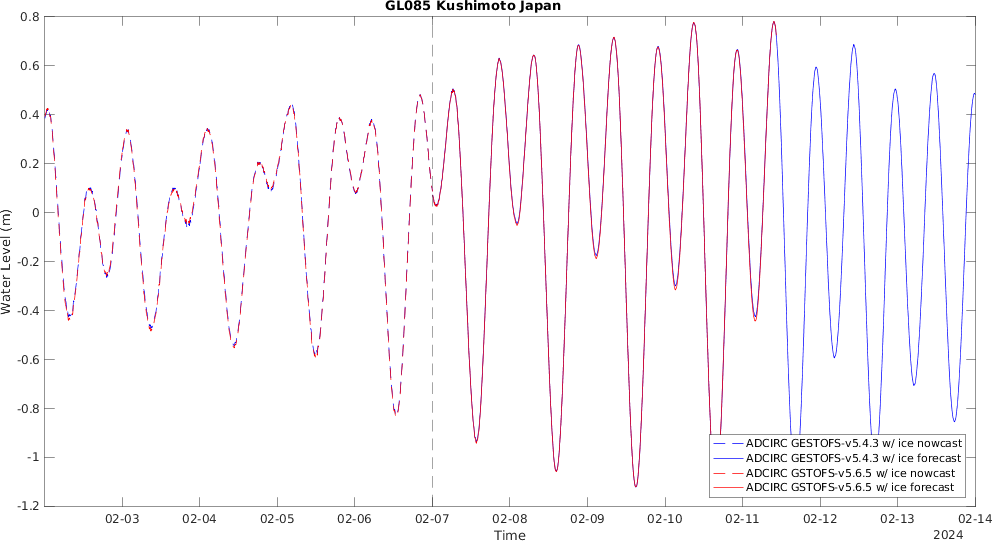 GL085 Kushimoto Japan
0.8
0.6
0.4
0.2
0
-0.2
-0.4
-0.6
-0.8
-1
-1.2
Water Level (m)
02-03 02-04 02-05 02-06 02-07 02-08 02-09 02-10 02-11 02-12 02-13 02-14
Time
2024
ADCIRC GESTOFS-v5.4.3 w/ ice nowcast
ADCIRC GESTOFS-v5.4.3 w/ ice forecast
ADCIRC GSTOFS-v5.6.5 w/ ice nowcast
ADCIRC GSTOFS-v5.6.5 w/ ice forecast